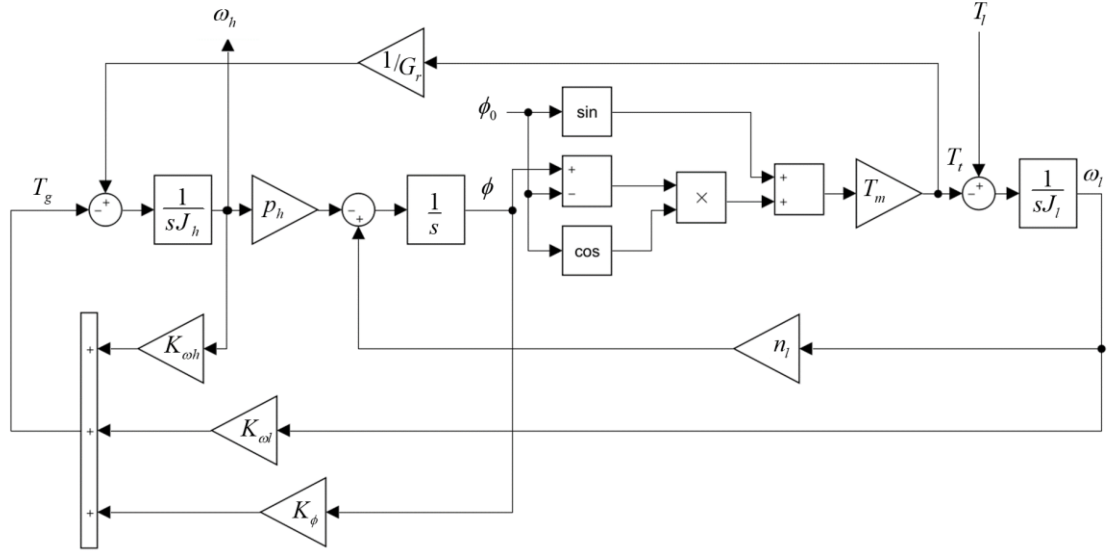 ω_h
T_l
1/G_r
ϕ_0
sin
T_g
- +
1/(sJ_h)
p_h
- +
1/s
ϕ
+
-
×
+
+
T_m
T_t
- +
1/(sJ_l)
ω_l
cos
+
K_ωh
n_l
+
K_ωl
+
K_ϕ